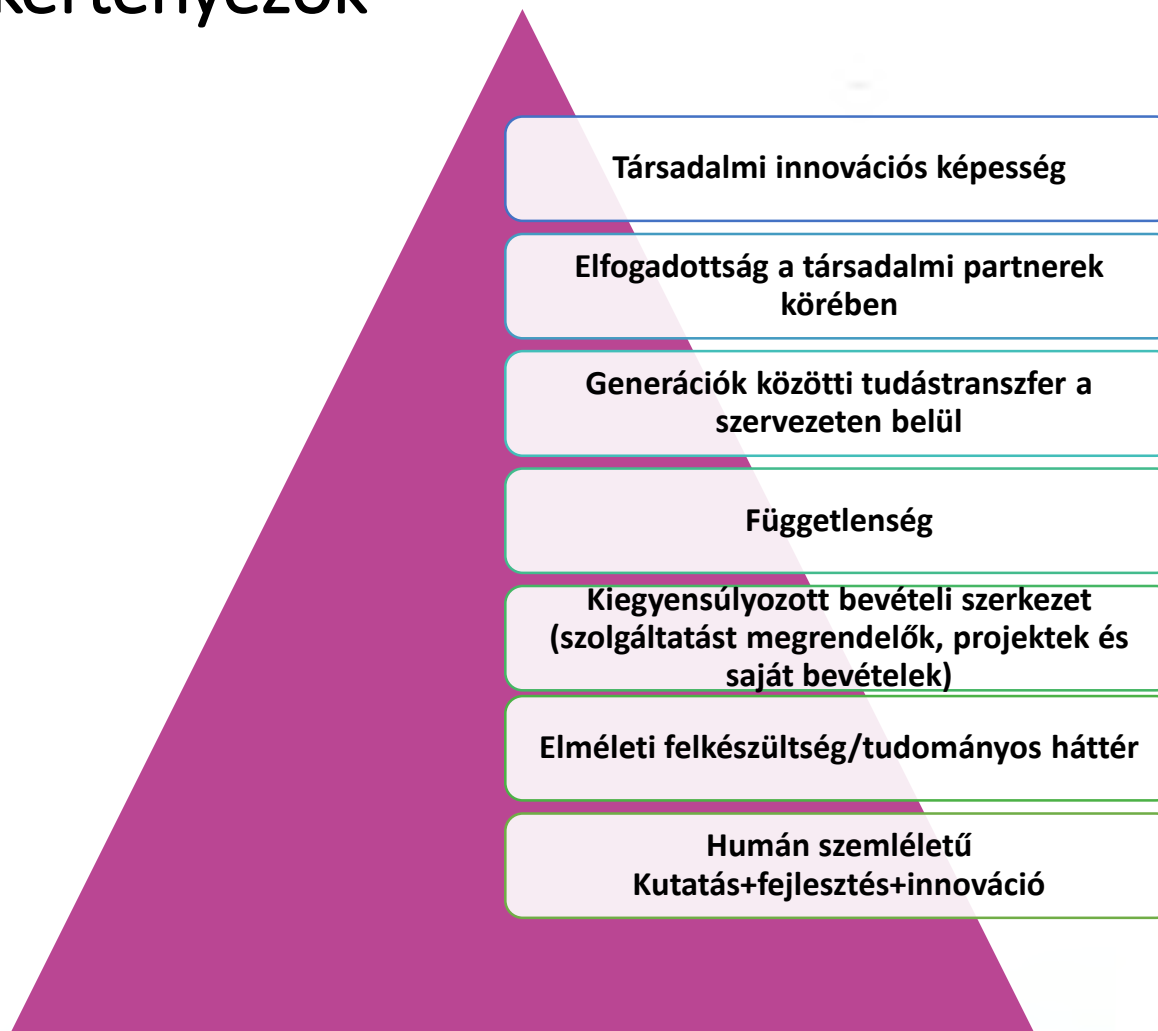 kertényezők
Társadalmi innovációs képesség
Elfogadottság a társadalmi partnerek
körében
Generációk közötti tudástranszfer a
szervezeten belül
Függetlenség
Kiegyensúlyozott bevételi szerkezet
(szolgáltatást megrendelők, projektek és
saját bevételek)
Elméleti felkészültség/tudományos háttér
Humán szemléletű
Kutatás+fejlesztés+innováció